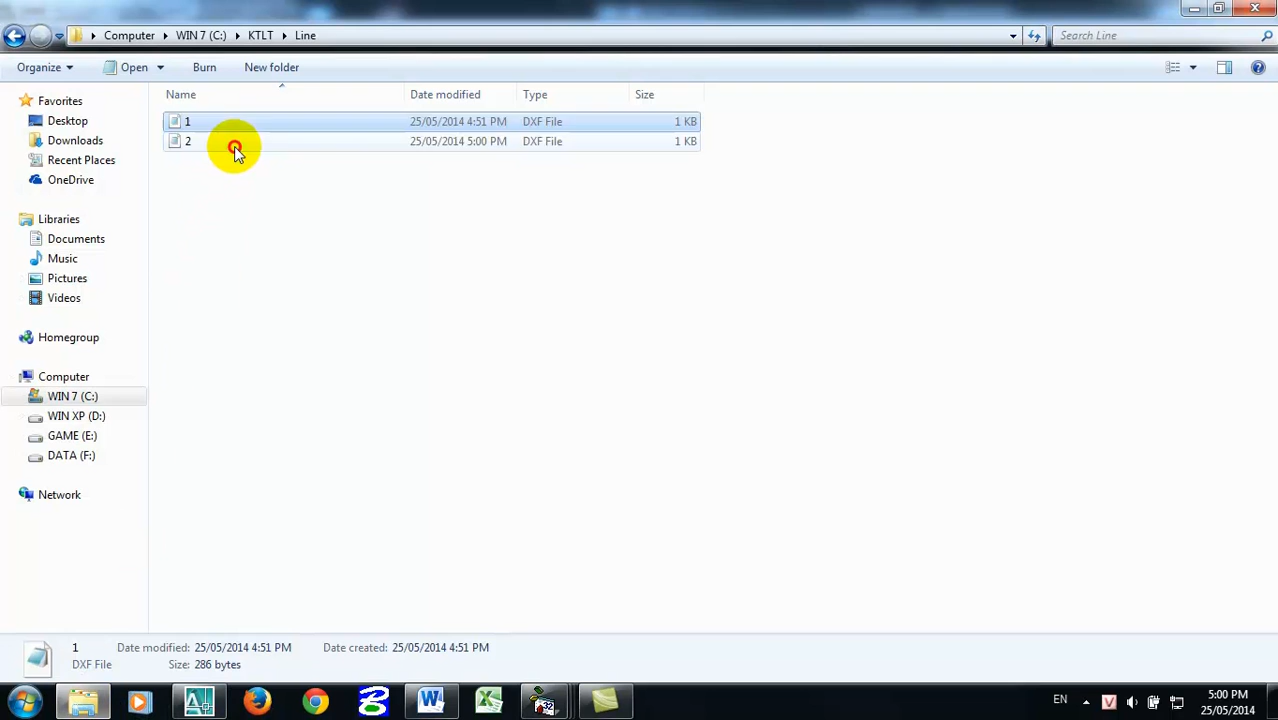 Computer WIN 7 (C:) KTLT Line
Search Line
Organize Open Burn New folder
Name Date modified Type Size
1 25/05/2014 4:51 PM DXF File 1 KB
2 25/05/2014 5:00 PM DXF File 1 KB
Favorites
Desktop
Downloads
Recent Places
OneDrive
Libraries
Documents
Music
Pictures
Videos
Homegroup
Computer
WIN 7 (C:)
WIN XP (D:)
GAME (E:)
DATA (F:)
Network
1 Date modified: 25/05/2014 4:51 PM Date created: 25/05/2014 4:51 PM
DXF File Size: 286 bytes
EN 5:00 PM
25/05/2014